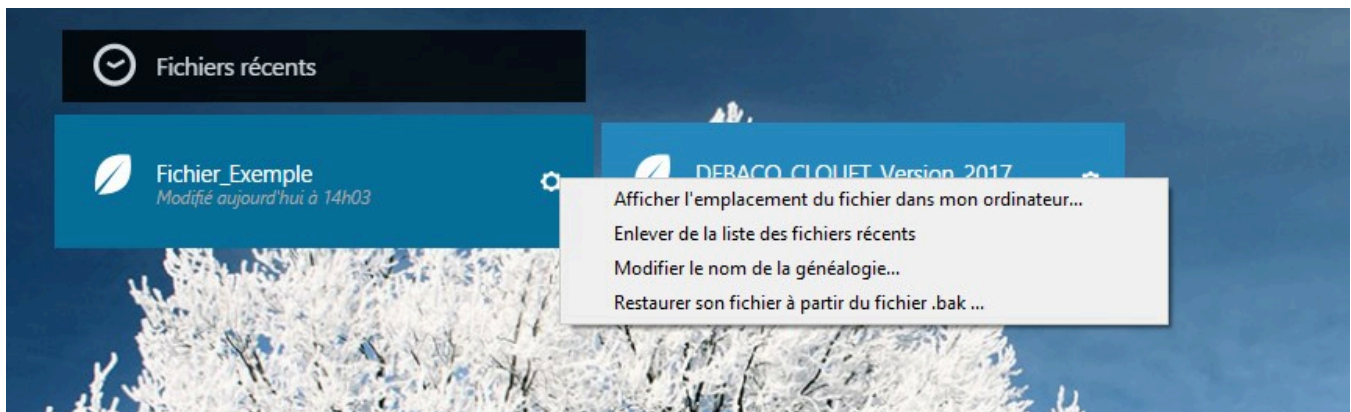 Fichiers récents
Fichier_Exemple
Modifié aujourd'hui à 14h03
DEBACQ_CLOUET_Version_2017
Afficher l'emplacement du fichier dans mon ordinateur...
Enlever de la liste des fichiers récents
Modifier le nom de la généalogie...
Restaurer son fichier à partir du fichier .bak ...